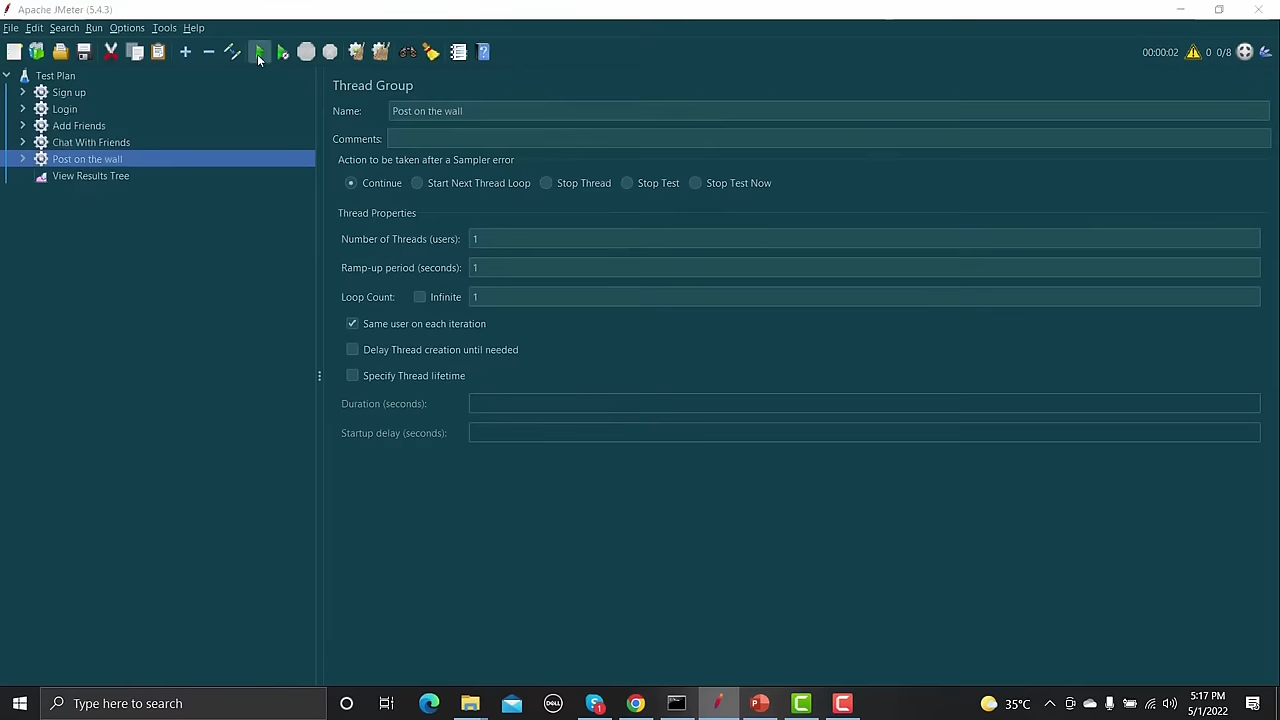 Apache JMeter (5.4.3)
File Edit Search Run Options Tools Help
00:00:02 0 0/8
Test Plan
Sign up
Login
Add Friends
Chat With Friends
Post on the wall
View Results Tree
Thread Group
Name: Post on the wall
Comments:
Action to be taken after a Sampler error
Continue Start Next Thread Loop Stop Thread Stop Test Stop Test Now
Thread Properties
Number of Threads (users): 1
Ramp-up period (seconds): 1
Loop Count: Infinite 1
Same user on each iteration
Delay Thread creation until needed
Specify Thread lifetime
Duration (seconds):
Startup delay (seconds):
Type here to search
DELL
35°C
5:17 PM
5/1/2022